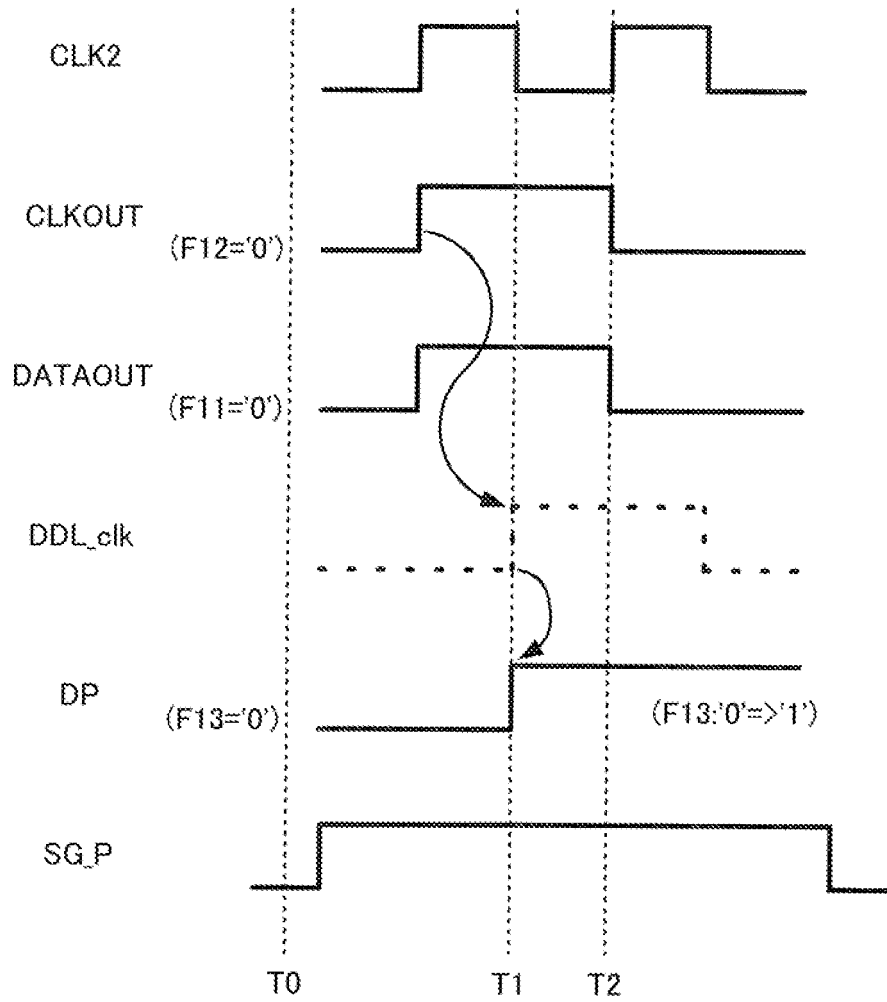 CLK2
CLKOUT
(F12='0')
DATAOUT
(F11='0')
DDL_clk
DP
(F13='0')
(F13:'0'=>'1')
SG_P
T0
T1
T2